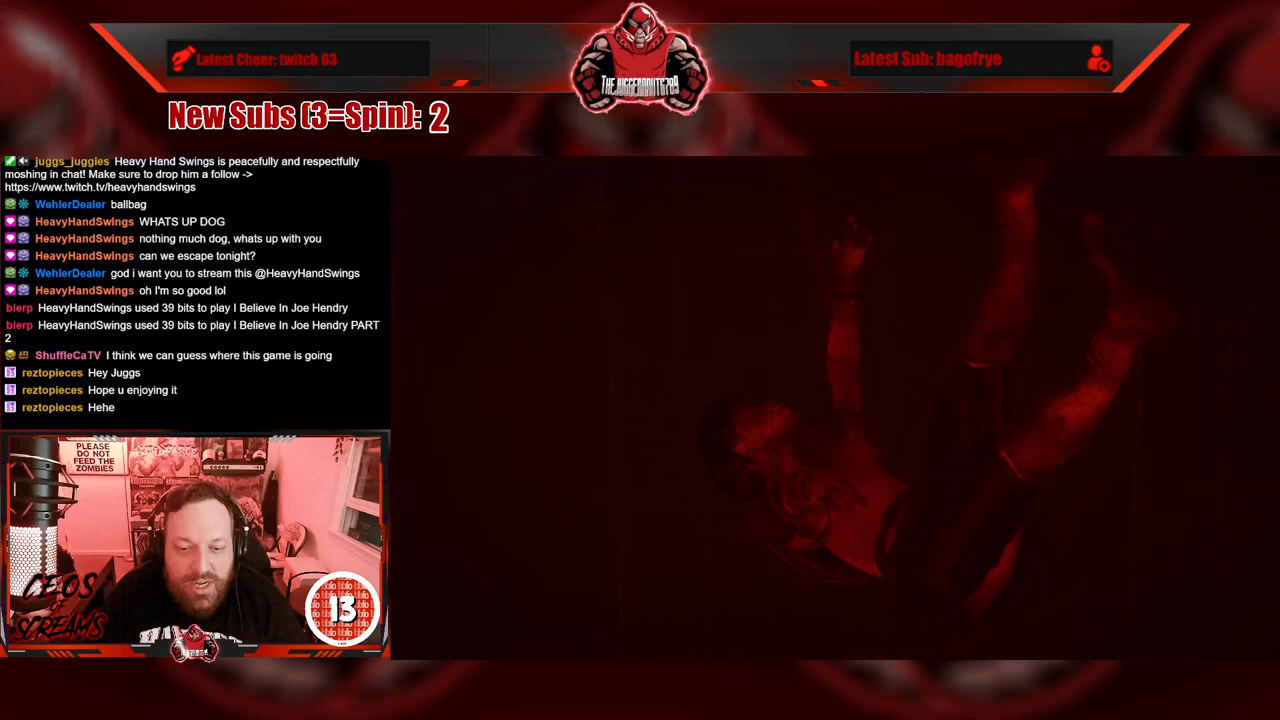 Latest Cheer: twitch 63
THEJUGGERNAUT6789
Latest Sub: bagofrye
New Subs (3=Spin): 2
juggs_juggies Heavy Hand Swings is peacefully and respectfully
moshing in chat! Make sure to drop him a follow ->
https://www.twitch.tv/heavyhandswings
WehlerDealer ballbag
HeavyHandSwings WHATS UP DOG
HeavyHandSwings nothing much dog, whats up with you
HeavyHandSwings can we escape tonight?
WehlerDealer god i want you to stream this @HeavyHandSwings
HeavyHandSwings oh I'm so good lol
blerp HeavyHandSwings used 39 bits to play I Believe In Joe Hendry
blerp HeavyHandSwings used 39 bits to play I Believe In Joe Hendry PART
2
ShuffleCaTV I think we can guess where this game is going
reztopieces Hey Juggs
reztopieces Hope u enjoying it
reztopieces Hehe
PLEASE
DO NOT
FEED THE
ZOMBIES
CEOS
OF
SCREAMS
13